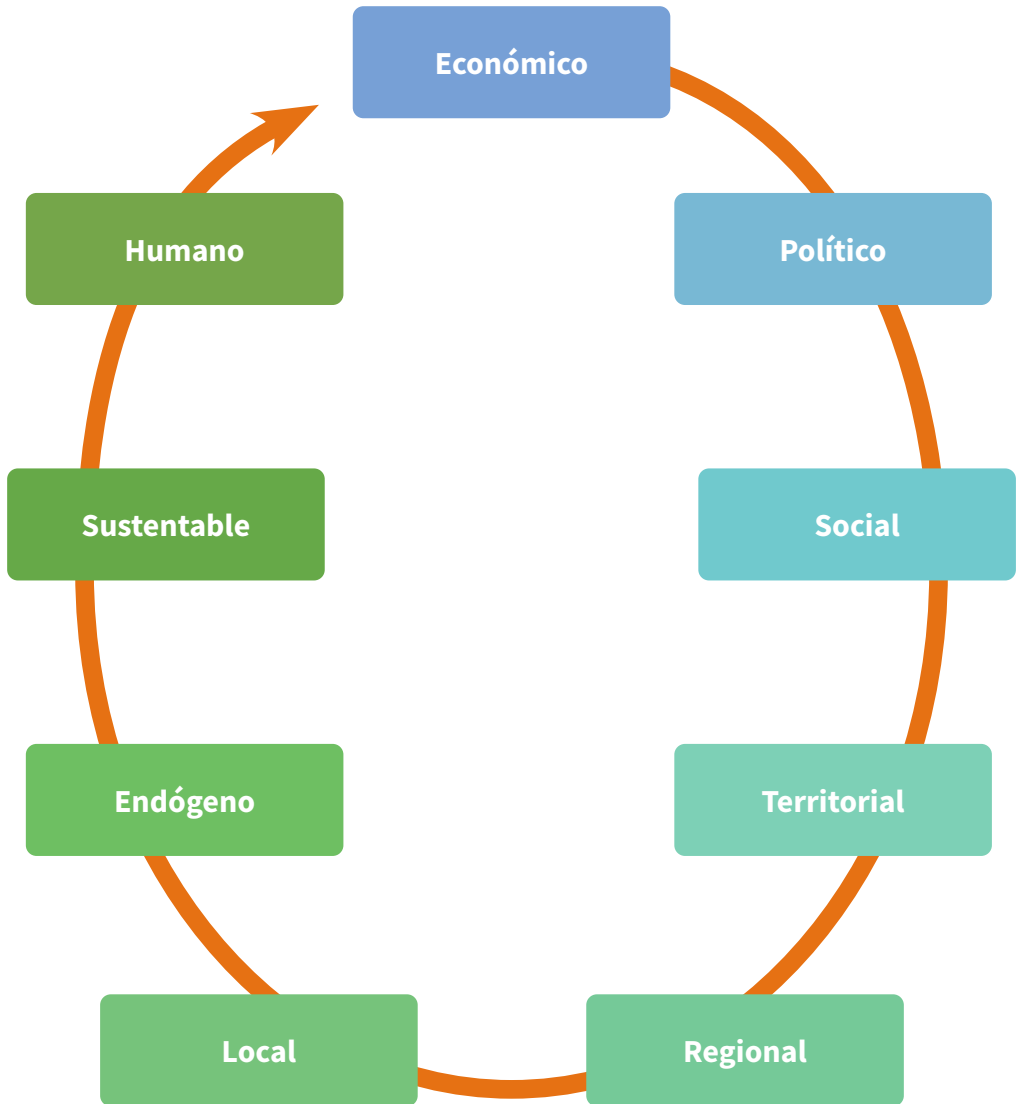 Económico
Político
Social
Territorial
Regional
Local
Endógeno
Sustentable
Humano